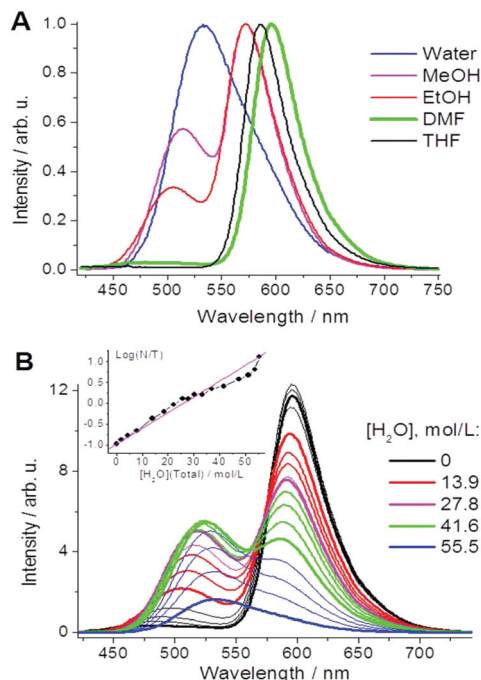 A
1.0
0.8
0.6
0.4
0.2
0.0
Intensity / arb. u.
Water
MeOH
EtOH
DMF
THF
450 500 550 600 650 700 750
Wavelength / nm
B
Log(N/T)
1.0
0.5
0.0
-0.5
-1.0
0 10 20 30 40 50
[H₂O](Total) / mol/L
12
8
4
0
Intensity / arb. u.
[H₂O], mol/L:
0
13.9
27.8
41.6
55.5
450 500 550 600 650 700 750
Wavelength / nm